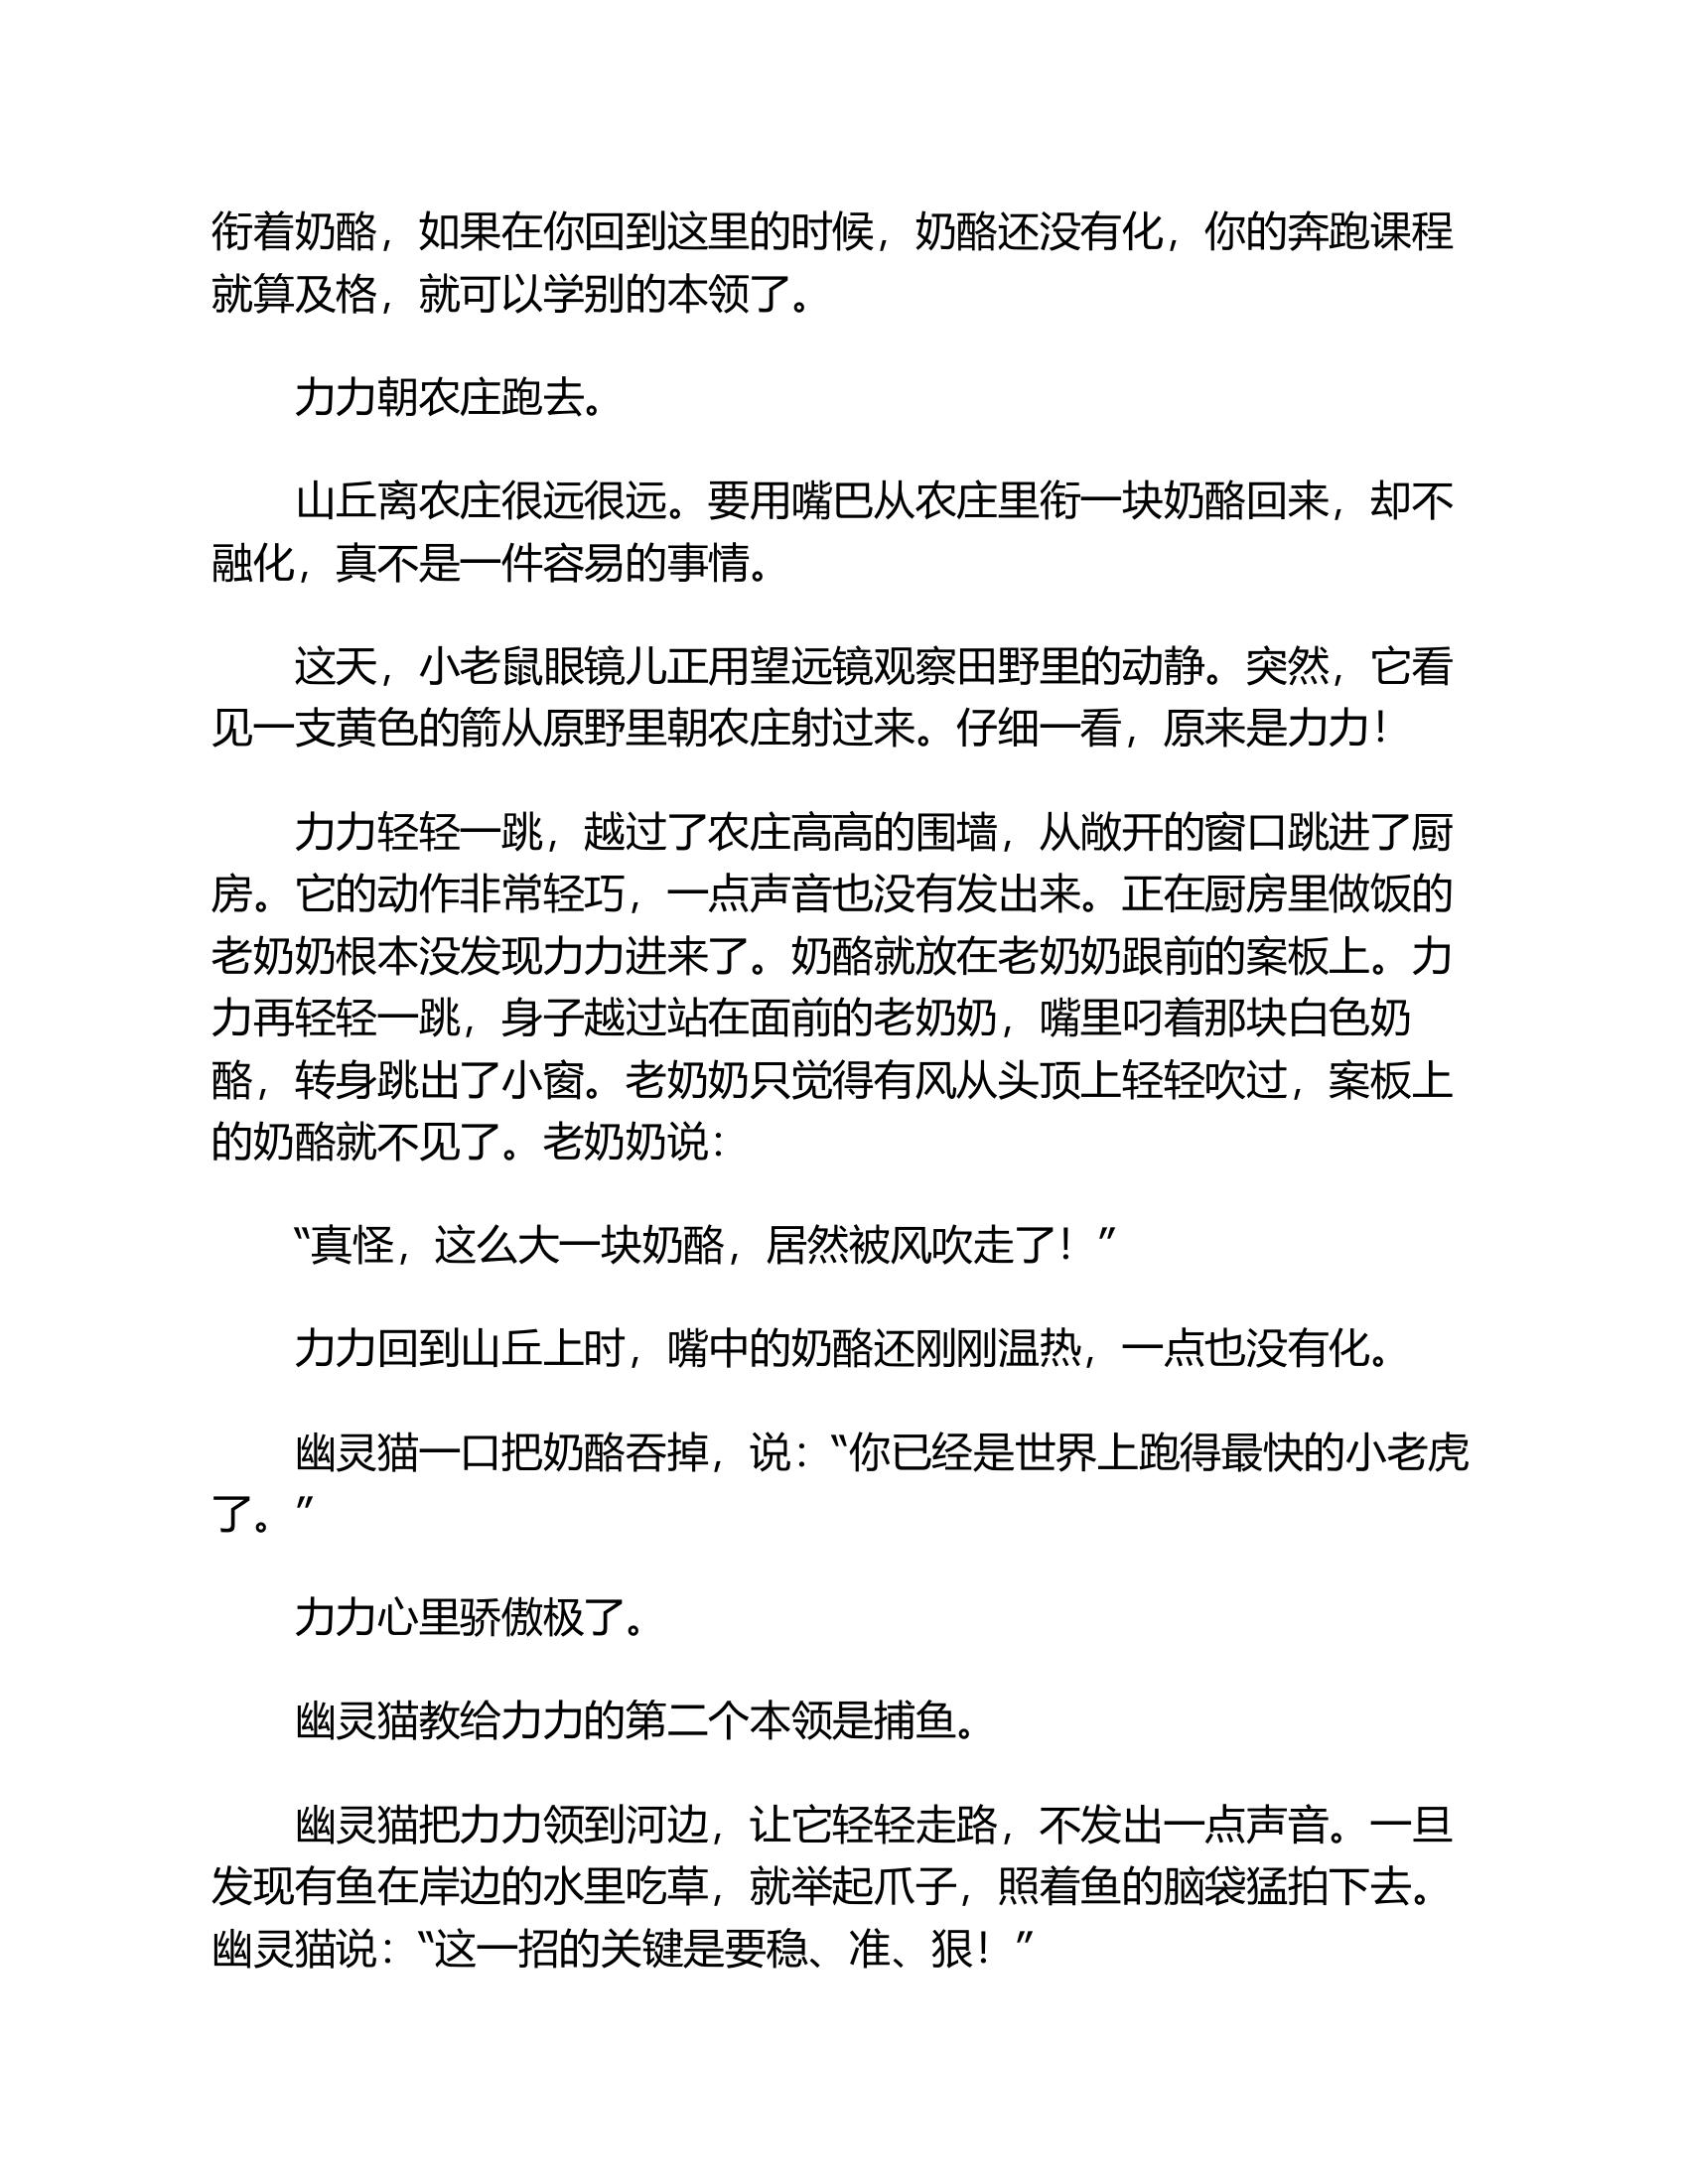 衔着奶酪，如果在你回到这里的时候，奶酪还没有化，你的奔跑课程
就算及格，就可以学别的本领了。
力力朝农庄跑去。
山丘离农庄很远很远。要用嘴巴从农庄里衔一块奶酪回来，却不
融化，真不是一件容易的事情。
这天，小老鼠眼镜儿正用望远镜观察田野里的动静。突然，它看
见一支黄色的箭从原野里朝农庄射过来。仔细一看，原来是力力！
力力轻轻一跳，越过了农庄高高的围墙，从敞开的窗口跳进了厨
房。它的动作非常轻巧，一点声音也没有发出来。正在厨房里做饭的
老奶奶根本没发现力力进来了。奶酪就放在老奶奶跟前的案板上。力
力再轻轻一跳，身子越过站在面前的老奶奶，嘴里叼着那块白色奶
酪，转身跳出了小窗。老奶奶只觉得有风从头顶上轻轻吹过，案板上
的奶酪就不见了。老奶奶说：
“真怪，这么大一块奶酪，居然被风吹走了！”
力力回到山丘上时，嘴中的奶酪还刚刚温热，一点也没有化。
幽灵猫一口把奶酪吞掉，说：“你已经是世界上跑得最快的小老虎
了。”
力力心里骄傲极了。
幽灵猫教给力力的第二个本领是捕鱼。
幽灵猫把力力领到河边，让它轻轻走路，不发出一点声音。一旦
发现有鱼在岸边的水里吃草，就举起爪子，照着鱼的脑袋猛拍下去。
幽灵猫说：“这一招的关键是要稳、准、狠！”